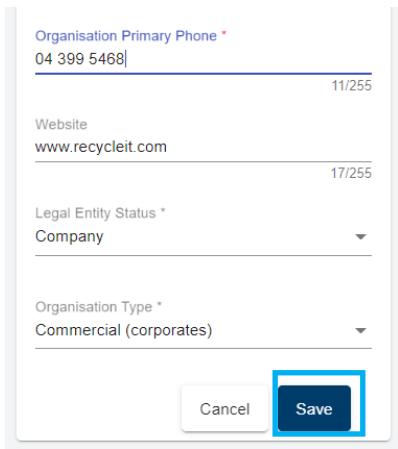 Organisation Primary Phone *
04 399 5468
11/255
Website
www.recycleit.com
17/255
Legal Entity Status *
Company
Organisation Type *
Commercial (corporates)
Cancel Save